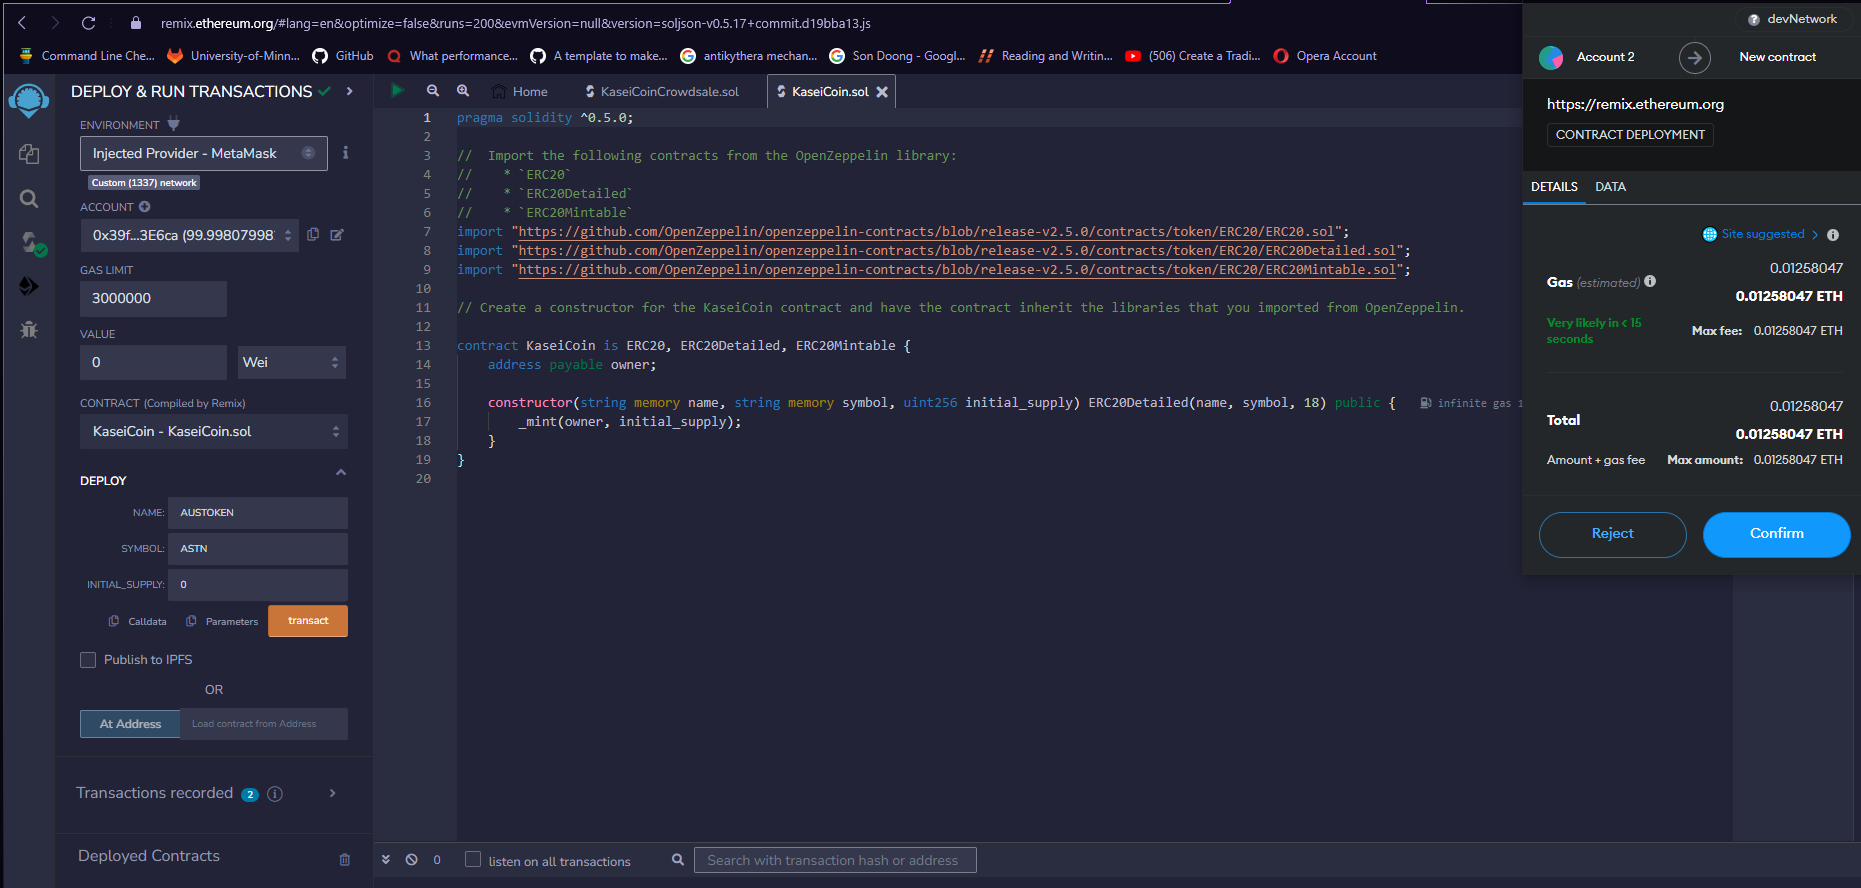 remix.ethereum.org/#lang=en&optimize=false&runs=200&evmVersion=null&version=soljson-v0.5.17+commit.d19bba13.js
Command Line Che...
University-of-Minn...
GitHub
What performance...
A template to make...
antikythera mechan...
Son Doong - Googl...
Reading and Writin...
(506) Create a Tradi...
Opera Account
DEPLOY & RUN TRANSACTIONS
ENVIRONMENT
Injected Provider - MetaMask
Custom (1337) network
ACCOUNT
0x39f...3E6ca (99.99807998
GAS LIMIT
3000000
VALUE
0
Wei
CONTRACT (Compiled by Remix)
KaseiCoin - KaseiCoin.sol
DEPLOY
NAME: AUSTOKEN
SYMBOL: ASTN
INITIAL_SUPPLY: 0
Calldata
Parameters
transact
Publish to IPFS
OR
At Address
Load contract from Address
Transactions recorded 2
Deployed Contracts
Home
KaseiCoinCrowdsale.sol
KaseiCoin.sol
1 pragma solidity ^0.5.0;
2
3 //  Import the following contracts from the OpenZeppelin library:
4 //    * `ERC20`
5 //    * `ERC20Detailed`
6 //    * `ERC20Mintable`
7 import "https://github.com/OpenZeppelin/openzeppelin-contracts/blob/release-v2.5.0/contracts/token/ERC20/ERC20.sol";
8 import "https://github.com/OpenZeppelin/openzeppelin-contracts/blob/release-v2.5.0/contracts/token/ERC20/ERC20Detailed.sol";
9 import "https://github.com/OpenZeppelin/openzeppelin-contracts/blob/release-v2.5.0/contracts/token/ERC20/ERC20Mintable.sol";
10
11 // Create a constructor for the KaseiCoin contract and have the contract inherit the libraries that you imported from OpenZeppelin.
12
13 contract KaseiCoin is ERC20, ERC20Detailed, ERC20Mintable {
14     address payable owner;
15
16     constructor(string memory name, string memory symbol, uint256 initial_supply) ERC20Detailed(name, symbol, 18) public { infinite gas 1
17         _mint(owner, initial_supply);
18     }
19 }
20
0
listen on all transactions
Search with transaction hash or address
devNetwork
Account 2
New contract
https://remix.ethereum.org
CONTRACT DEPLOYMENT
DETAILS
DATA
Site suggested >
0.01258047
Gas (estimated)
0.01258047 ETH
Very likely in < 15 seconds
Max fee: 0.01258047 ETH
0.01258047
Total
0.01258047 ETH
Amount + gas fee
Max amount: 0.01258047 ETH
Reject
Confirm